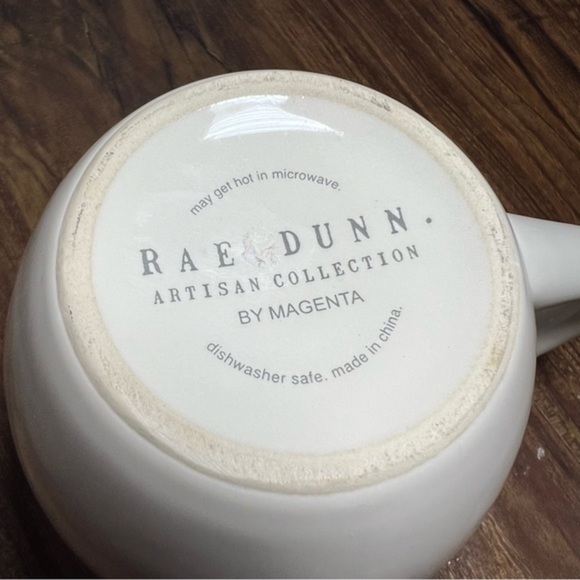 may get hot in microwave.
RAE DUNN.
ARTISAN COLLECTION
BY MAGENTA
dishwasher safe. made in china.